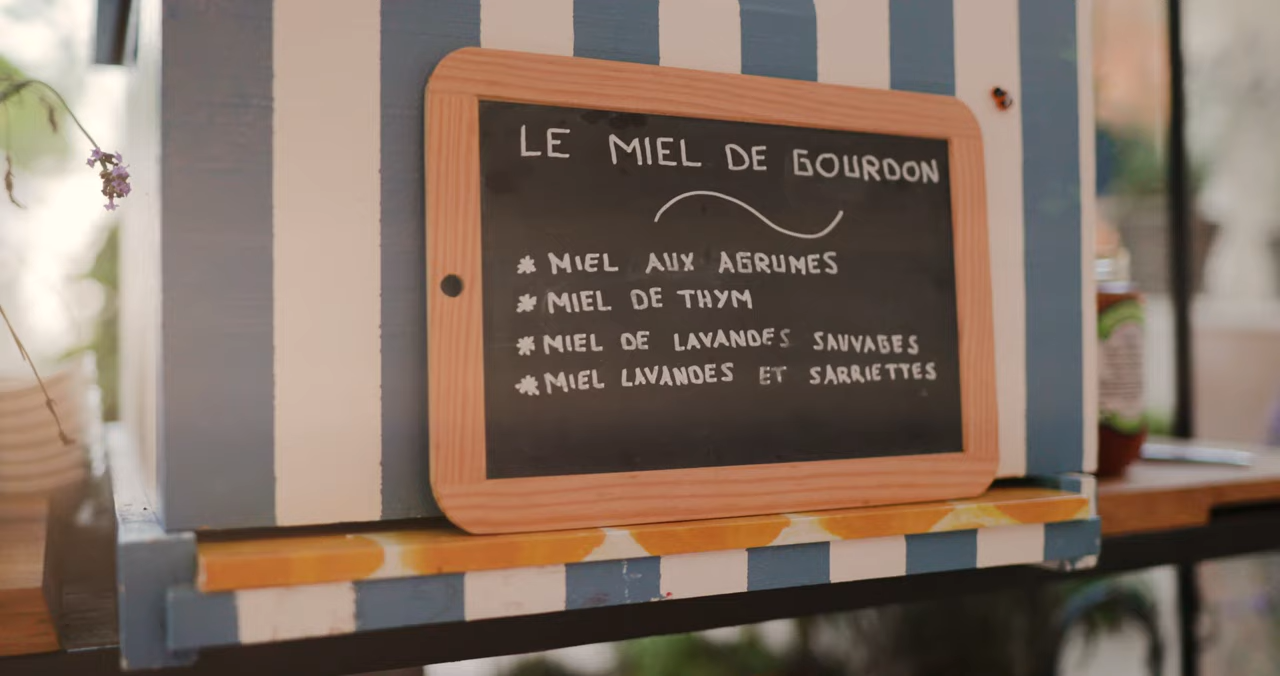 LE MIEL DE GOURDON
* MIEL AUX AGRUMES
* MIEL DE THYM
* MIEL DE LAVANDES SAUVAGES
* MIEL LAVANDES ET SARRIETTES